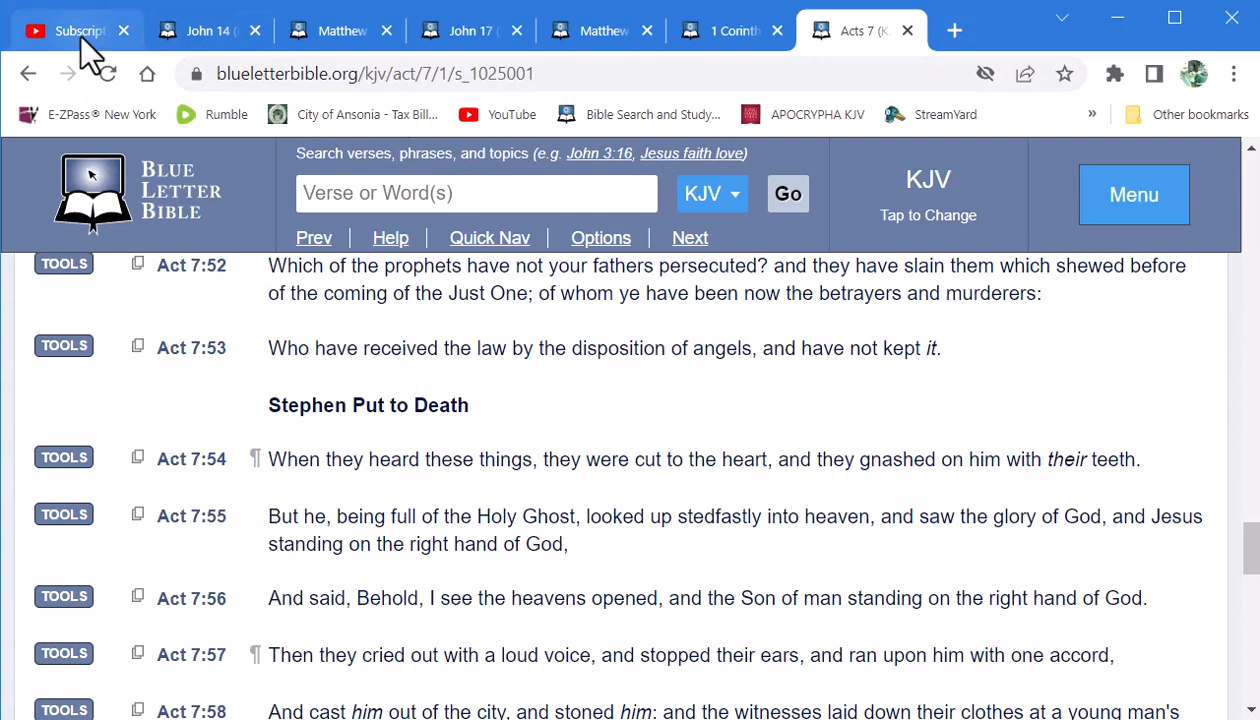 Subscript
John 14 (
Matthew
John 17 (
Matthew
1 Corinth
Acts 7 (K
blueletterbible.org/kjv/act/7/1/s_1025001
E-ZPass® New York
Rumble
City of Ansonia - Tax Bill...
YouTube
Bible Search and Study...
APOCRYPHA KJV
StreamYard
»
Other bookmarks
BLUE
LETTER
BIBLE
Search verses, phrases, and topics (e.g. John 3:16, Jesus faith love)
Verse or Word(s)
KJV
Go
Prev | Help | Quick Nav | Options | Next
KJV
Tap to Change
Menu
TOOLS Act 7:52 Which of the prophets have not your fathers persecuted? and they have slain them which shewed before
of the coming of the Just One; of whom ye have been now the betrayers and murderers:
TOOLS Act 7:53 Who have received the law by the disposition of angels, and have not kept it.
Stephen Put to Death
TOOLS Act 7:54 ¶ When they heard these things, they were cut to the heart, and they gnashed on him with their teeth.
TOOLS Act 7:55 But he, being full of the Holy Ghost, looked up stedfastly into heaven, and saw the glory of God, and Jesus
standing on the right hand of God,
TOOLS Act 7:56 And said, Behold, I see the heavens opened, and the Son of man standing on the right hand of God.
TOOLS Act 7:57 ¶ Then they cried out with a loud voice, and stopped their ears, and ran upon him with one accord,
TOOLS Act 7:58 And cast him out of the city, and stoned him: and the witnesses laid down their clothes at a young man's